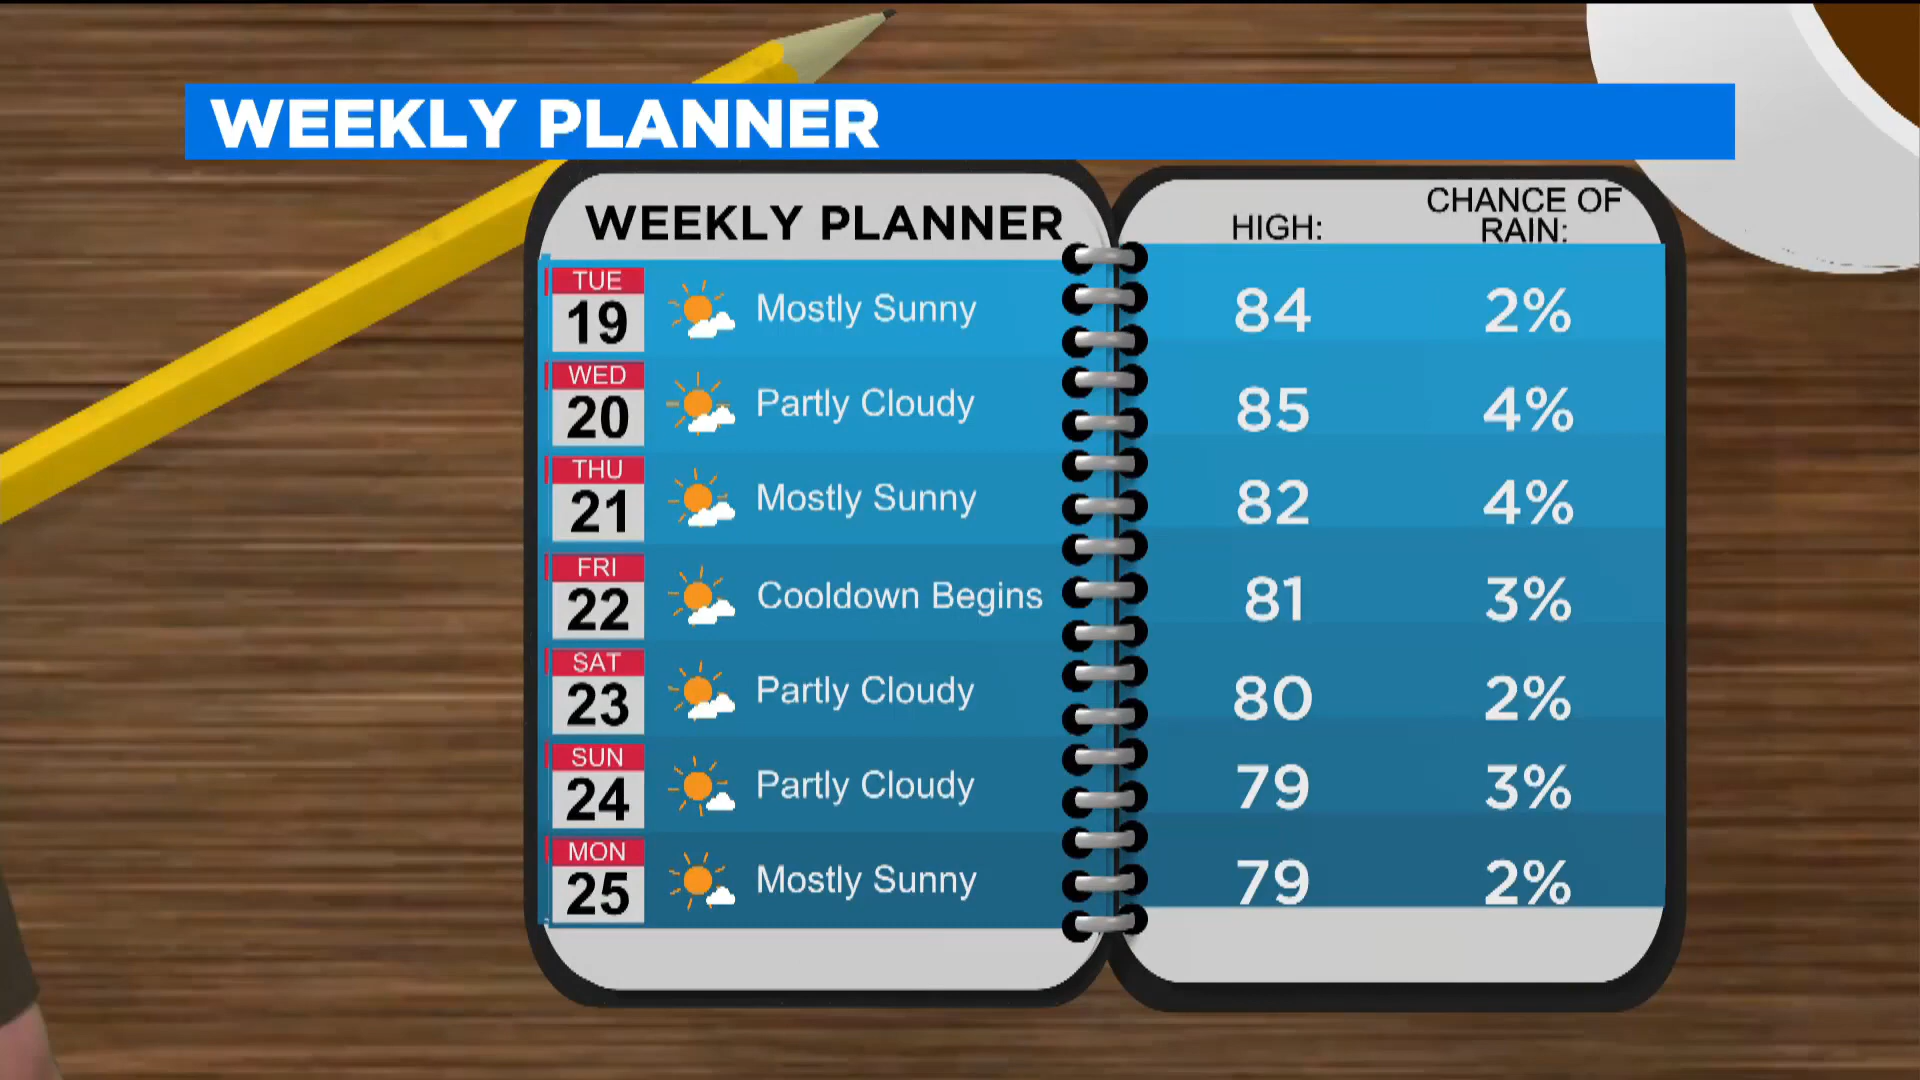 WEEKLY PLANNER
WEEKLY PLANNER
HIGH:
CHANCE OF
RAIN:
TUE
19
Mostly Sunny
84
2%
WED
20
Partly Cloudy
85
4%
THU
21
Mostly Sunny
82
4%
FRI
22
Cooldown Begins
81
3%
SAT
23
Partly Cloudy
80
2%
SUN
24
Partly Cloudy
79
3%
MON
25
Mostly Sunny
79
2%